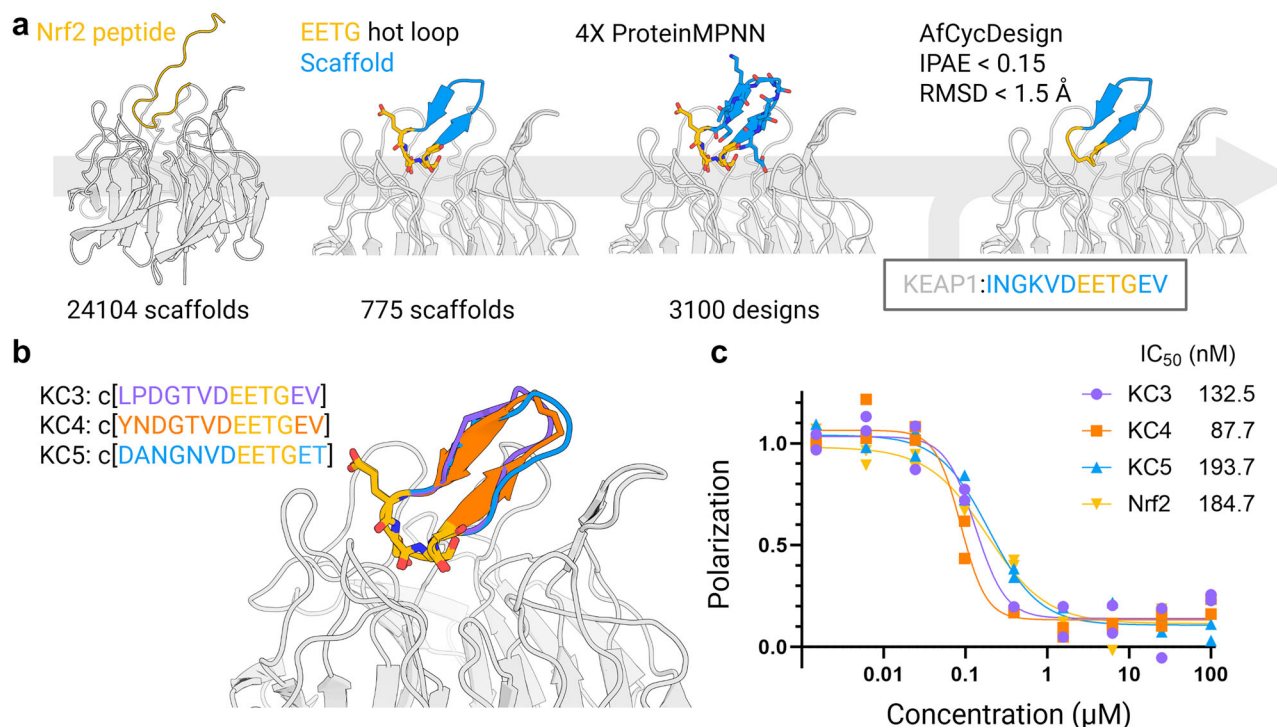 a
Nrf2 peptide
EETG hot loop
Scaffold
4X ProteinMPNN
AfCycDesign
IPAE < 0.15
RMSD < 1.5 Å
24104 scaffolds
775 scaffolds
3100 designs
KEAP1:INGKVDEETGEV
b
KC3: c[LPDGTVDEETGEV]
KC4: c[YNDGTVDEETGEV]
KC5: c[DANGNVDEETGET]
c
IC50 (nM)
KC3 132.5
KC4 87.7
KC5 193.7
Nrf2 184.7
Polarization
1.0
0.5
0.0
0.01 0.1 1 10 100
Concentration (µM)